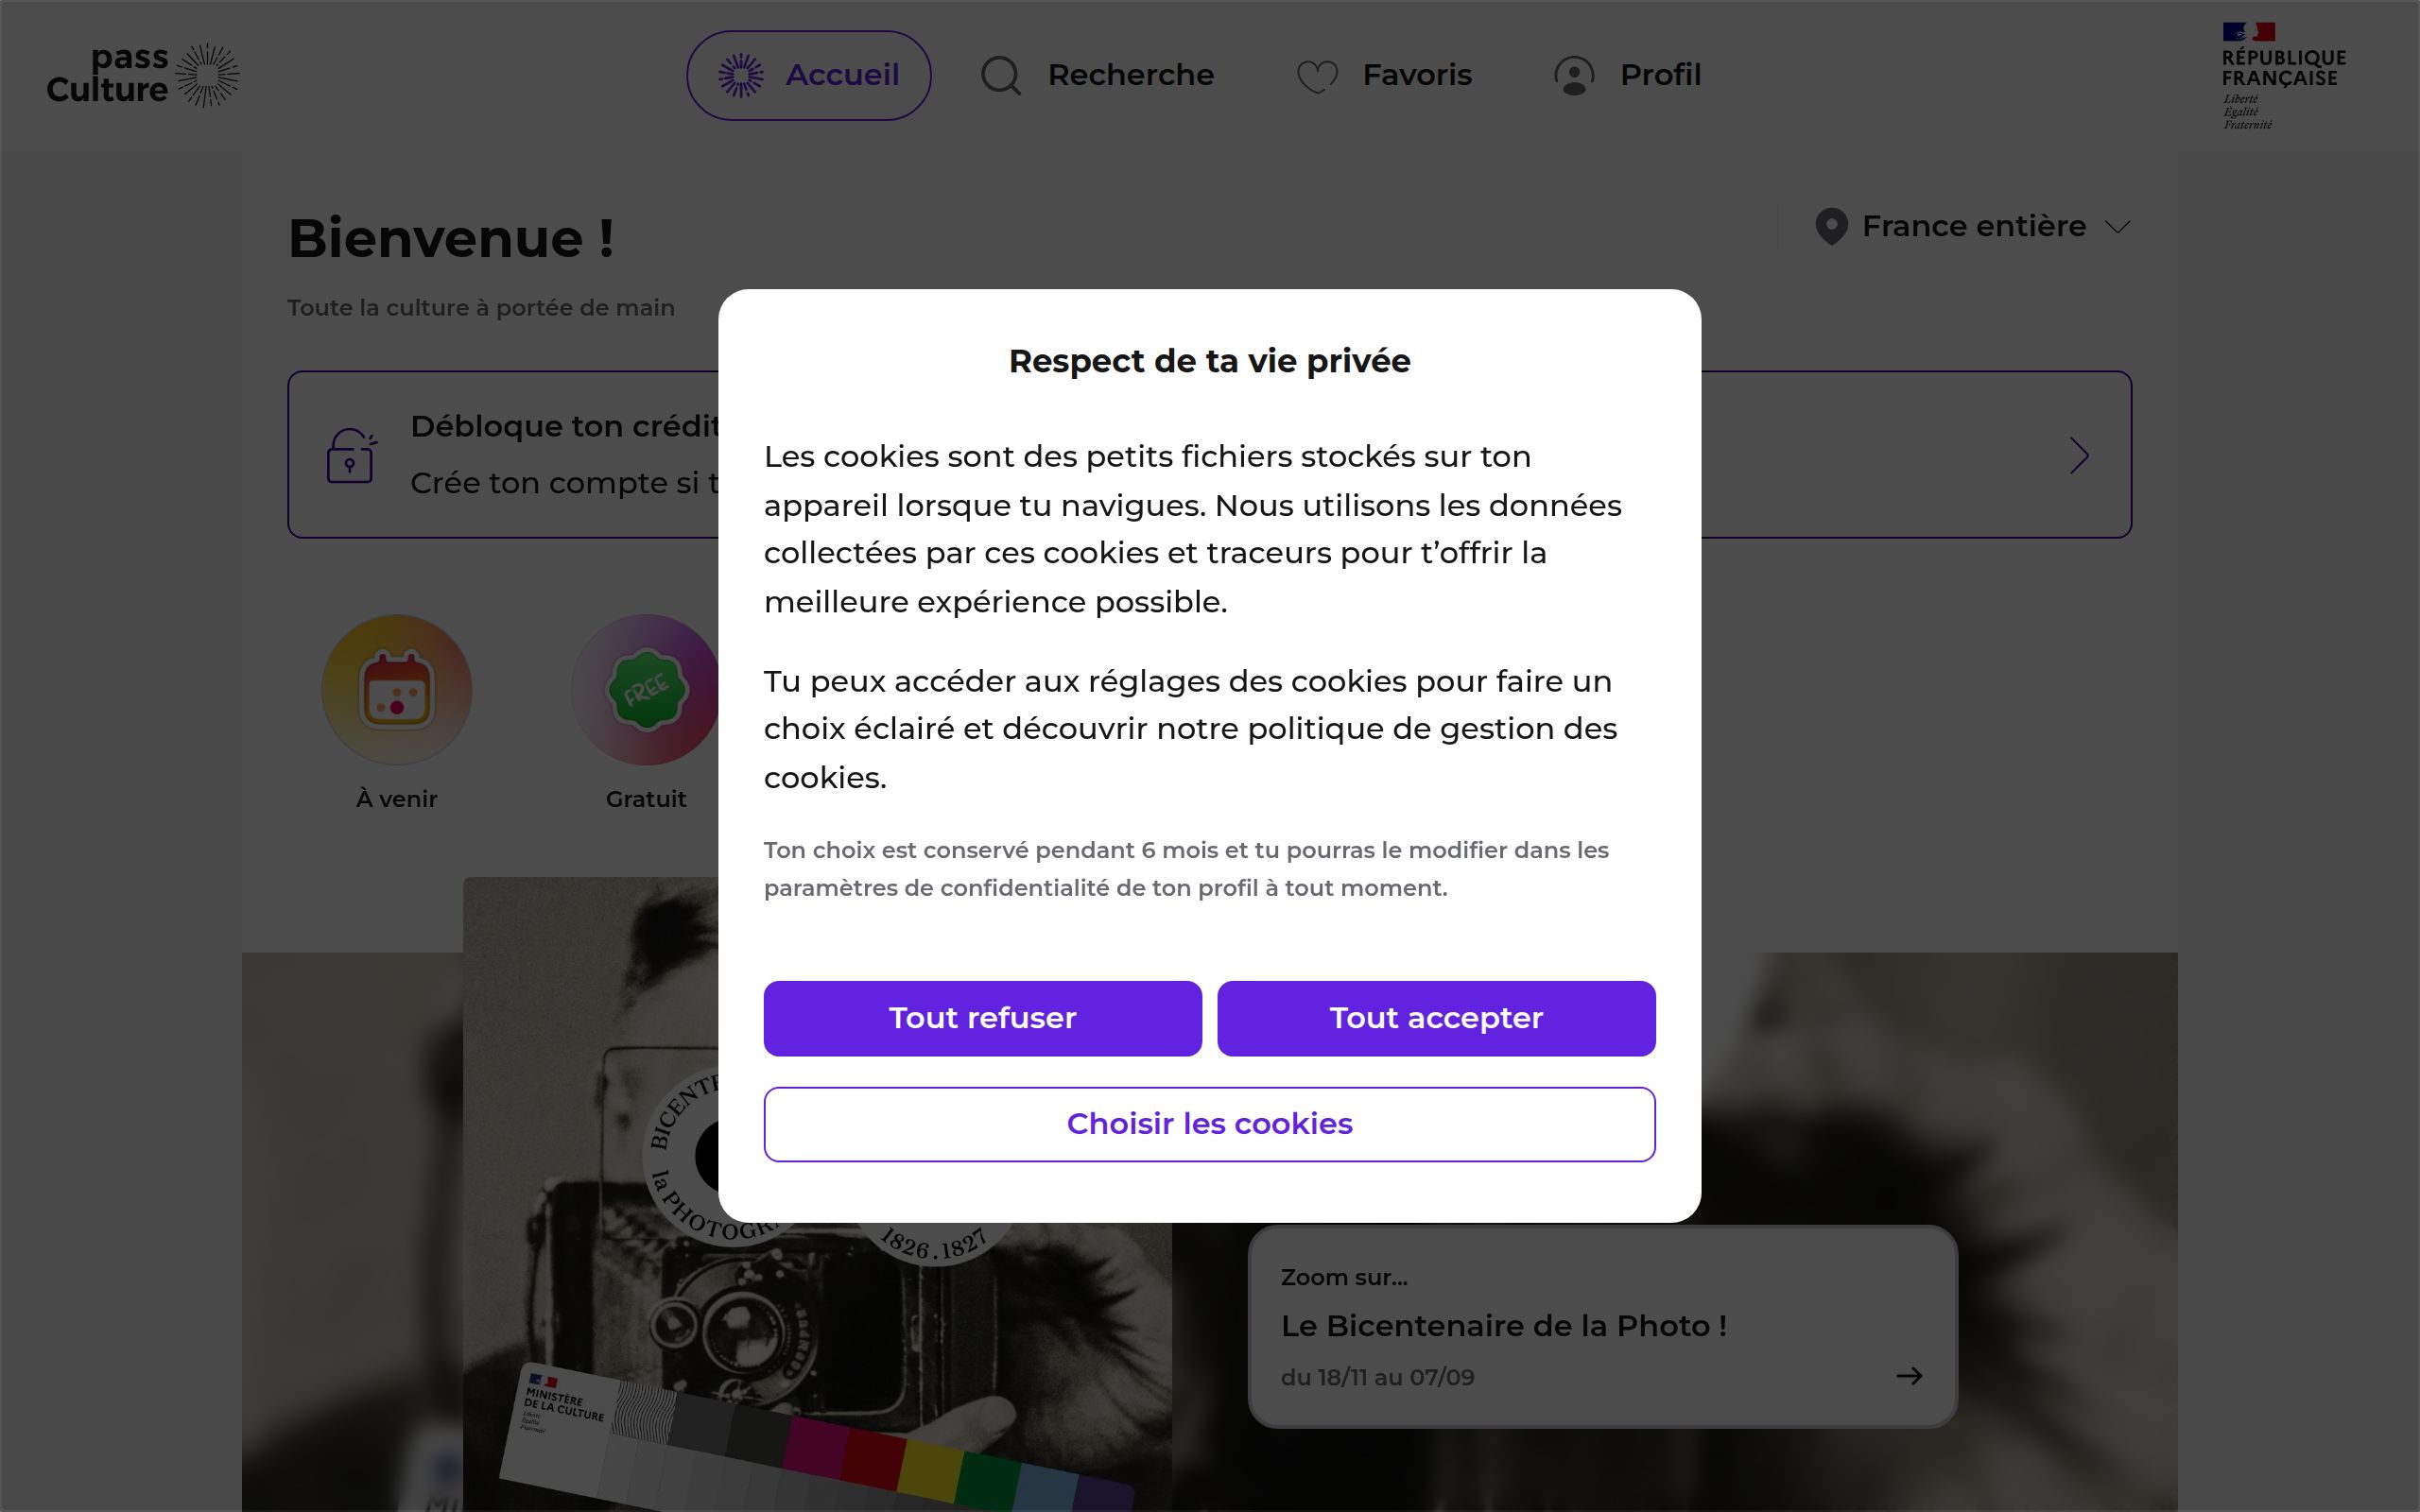 pass
Culture
Accueil
Recherche
Favoris
Profil
RÉPUBLIQUE
FRANÇAISE
Liberté
Égalité
Fraternité
Bienvenue !
France entière
Toute la culture à portée de main
Débloque ton crédit
Crée ton compte si t
À venir
FREE
Gratuit
Respect de ta vie privée
Les cookies sont des petits fichiers stockés sur ton
appareil lorsque tu navigues. Nous utilisons les données
collectées par ces cookies et traceurs pour t’offrir la
meilleure expérience possible.
Tu peux accéder aux réglages des cookies pour faire un
choix éclairé et découvrir notre politique de gestion des
cookies.
Ton choix est conservé pendant 6 mois et tu pourras le modifier dans les
paramètres de confidentialité de ton profil à tout moment.
Tout refuser
Tout accepter
Choisir les cookies
BICENTE
la PHOTOGR
1826.1827
MINISTÈRE
DE LA CULTURE
Liberté
Égalité
Fraternité
Zoom sur...
Le Bicentenaire de la Photo !
du 18/11 au 07/09